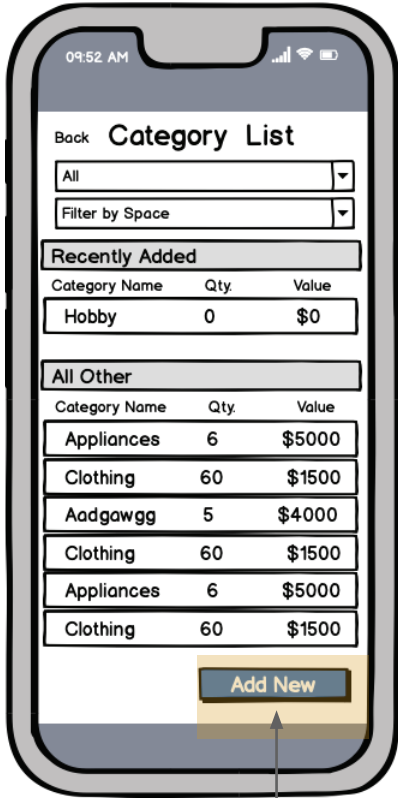 09:52 AM
Back Category List
All
Filter by Space
Recently Added
Category Name Qty. Value
Hobby 0 $0
All Other
Category Name Qty. Value
Appliances 6 $5000
Clothing 60 $1500
Aadgawgg 5 $4000
Clothing 60 $1500
Appliances 6 $5000
Clothing 60 $1500
Add New